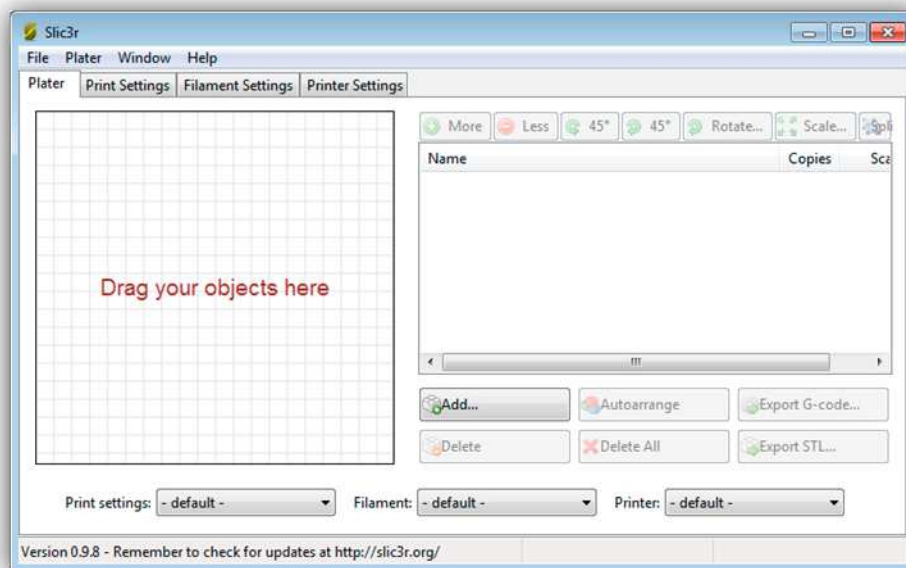 Slic3r
File Plater Window Help
Plater Print Settings Filament Settings Printer Settings
More Less 45° 45° Rotate... Scale... Spli
Name Copies Sca
Drag your objects here
Add... Autoarrange Export G-code...
Delete Delete All Export STL...
Print settings: - default - Filament: - default - Printer: - default -
Version 0.9.8 - Remember to check for updates at http://slic3r.org/